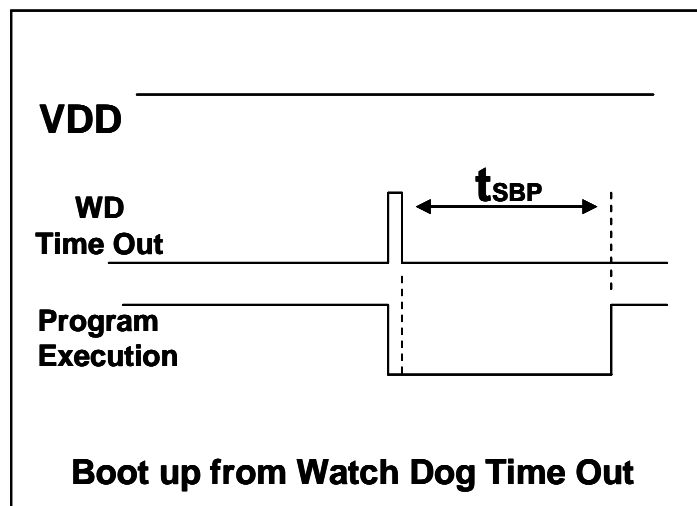 VDD
tSBP
WD
Time Out
Program
Execution
Boot up from Watch Dog Time Out